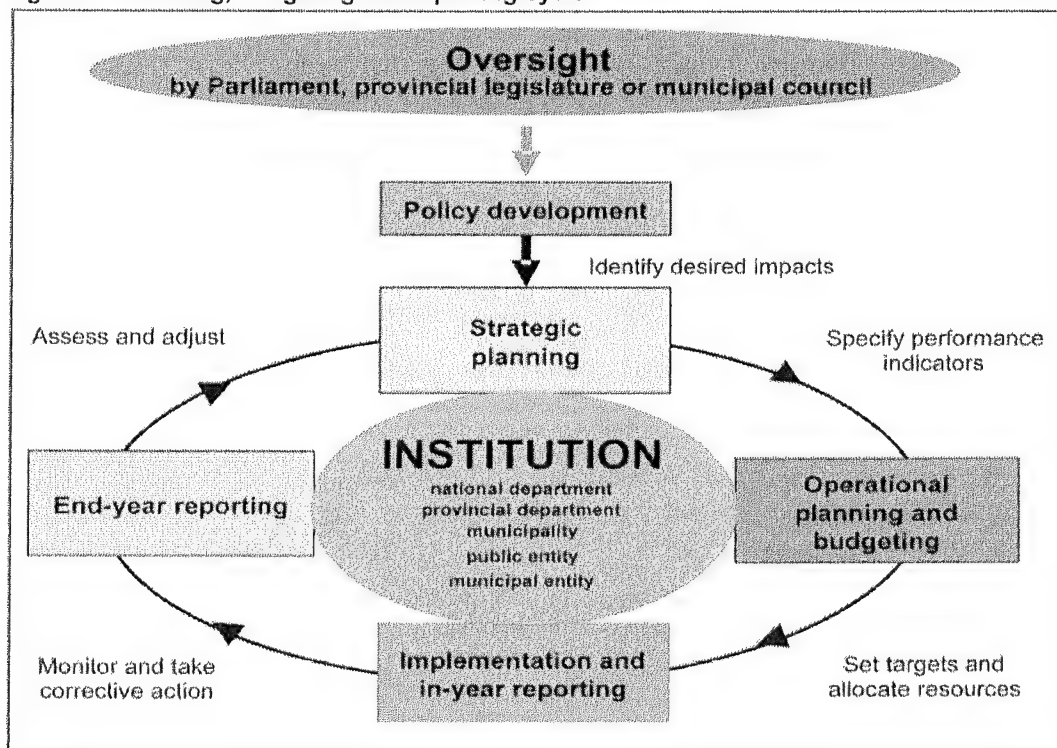 Oversight
by Parliament, provincial legislature or municipal council
Policy development
Identify desired impacts
Strategic
planning
Assess and adjust
Specify performance
indicators
INSTITUTION
national department
provincial department
municipality
public entity
municipal entity
End-year reporting
Operational
planning and
budgeting
Implementation and
in-year reporting
Monitor and take
corrective action
Set targets and
allocate resources